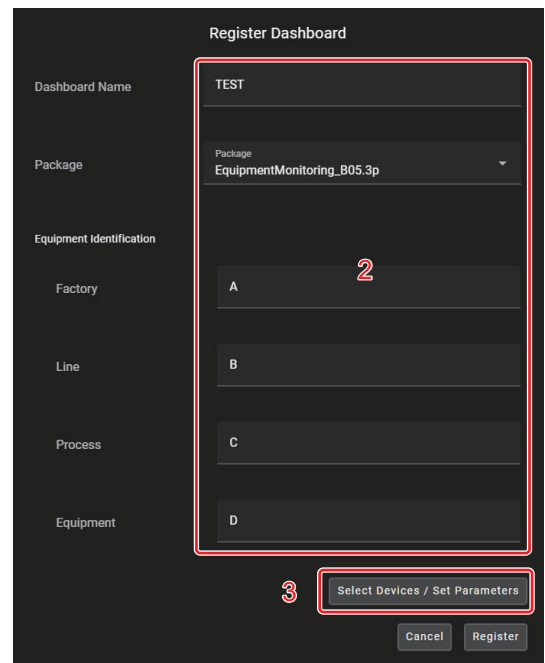 Register Dashboard
Dashboard Name
TEST
Package
Package
EquipmentMonitoring_B05.3p
Equipment Identification
2
Factory
A
Line
B
Process
C
Equipment
D
3
Select Devices / Set Parameters
Cancel
Register